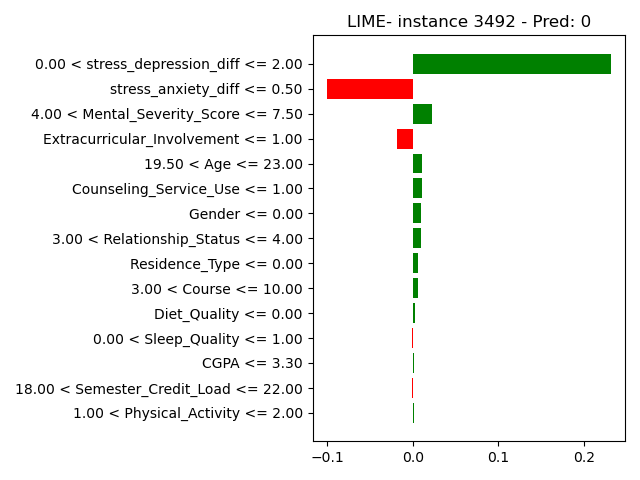 LIME- instance 3492 - Pred: 0
0.00 < stress_depression_diff <= 2.00
stress_anxiety_diff <= 0.50
4.00 < Mental_Severity_Score <= 7.50
Extracurricular_Involvement <= 1.00
19.50 < Age <= 23.00
Counseling_Service_Use <= 1.00
Gender <= 0.00
3.00 < Relationship_Status <= 4.00
Residence_Type <= 0.00
3.00 < Course <= 10.00
Diet_Quality <= 0.00
0.00 < Sleep_Quality <= 1.00
CGPA <= 3.30
18.00 < Semester_Credit_Load <= 22.00
1.00 < Physical_Activity <= 2.00
−0.1 0.0 0.1 0.2